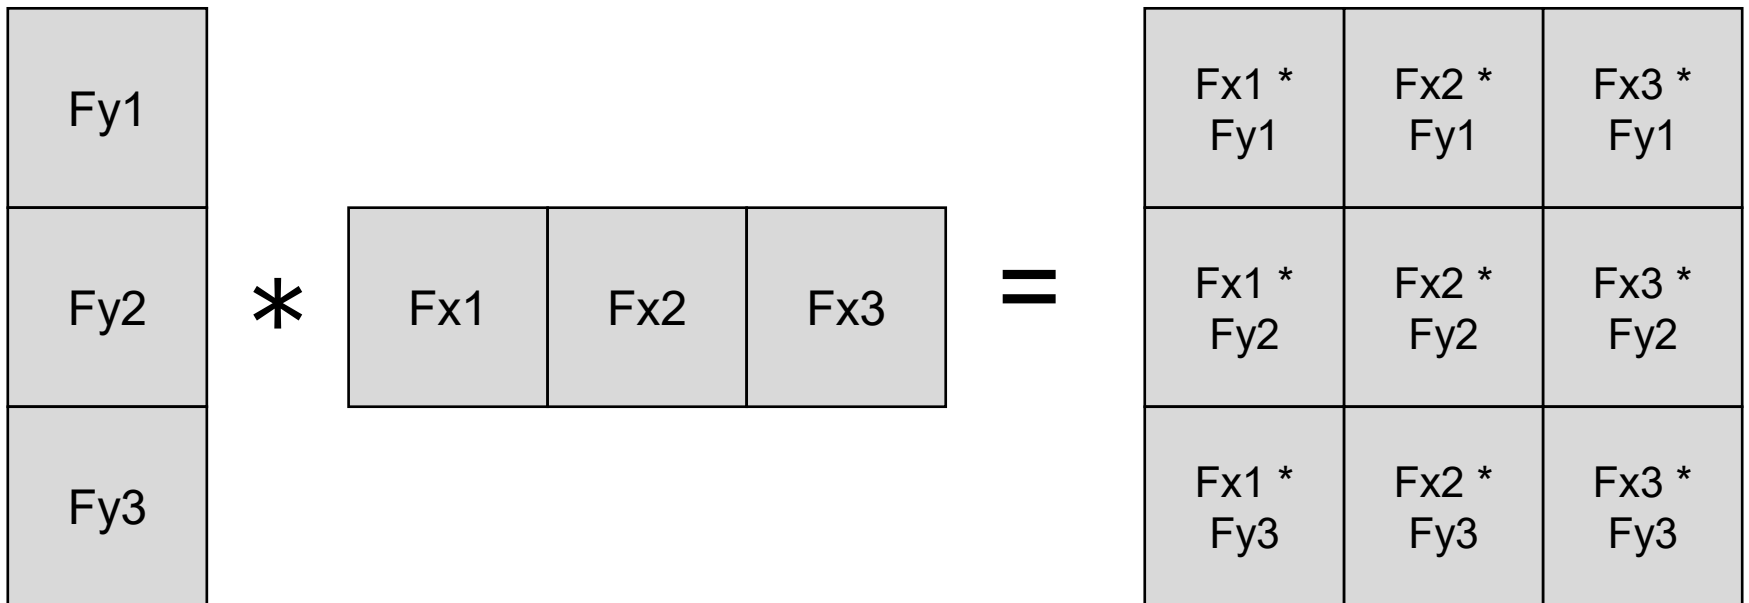 Fy1
Fy2
Fy3
*
Fx1 Fx2 Fx3
=
Fx1 * Fx2 * Fx3 *
Fy1 Fy1 Fy1
Fx1 * Fx2 * Fx3 *
Fy2 Fy2 Fy2
Fx1 * Fx2 * Fx3 *
Fy3 Fy3 Fy3